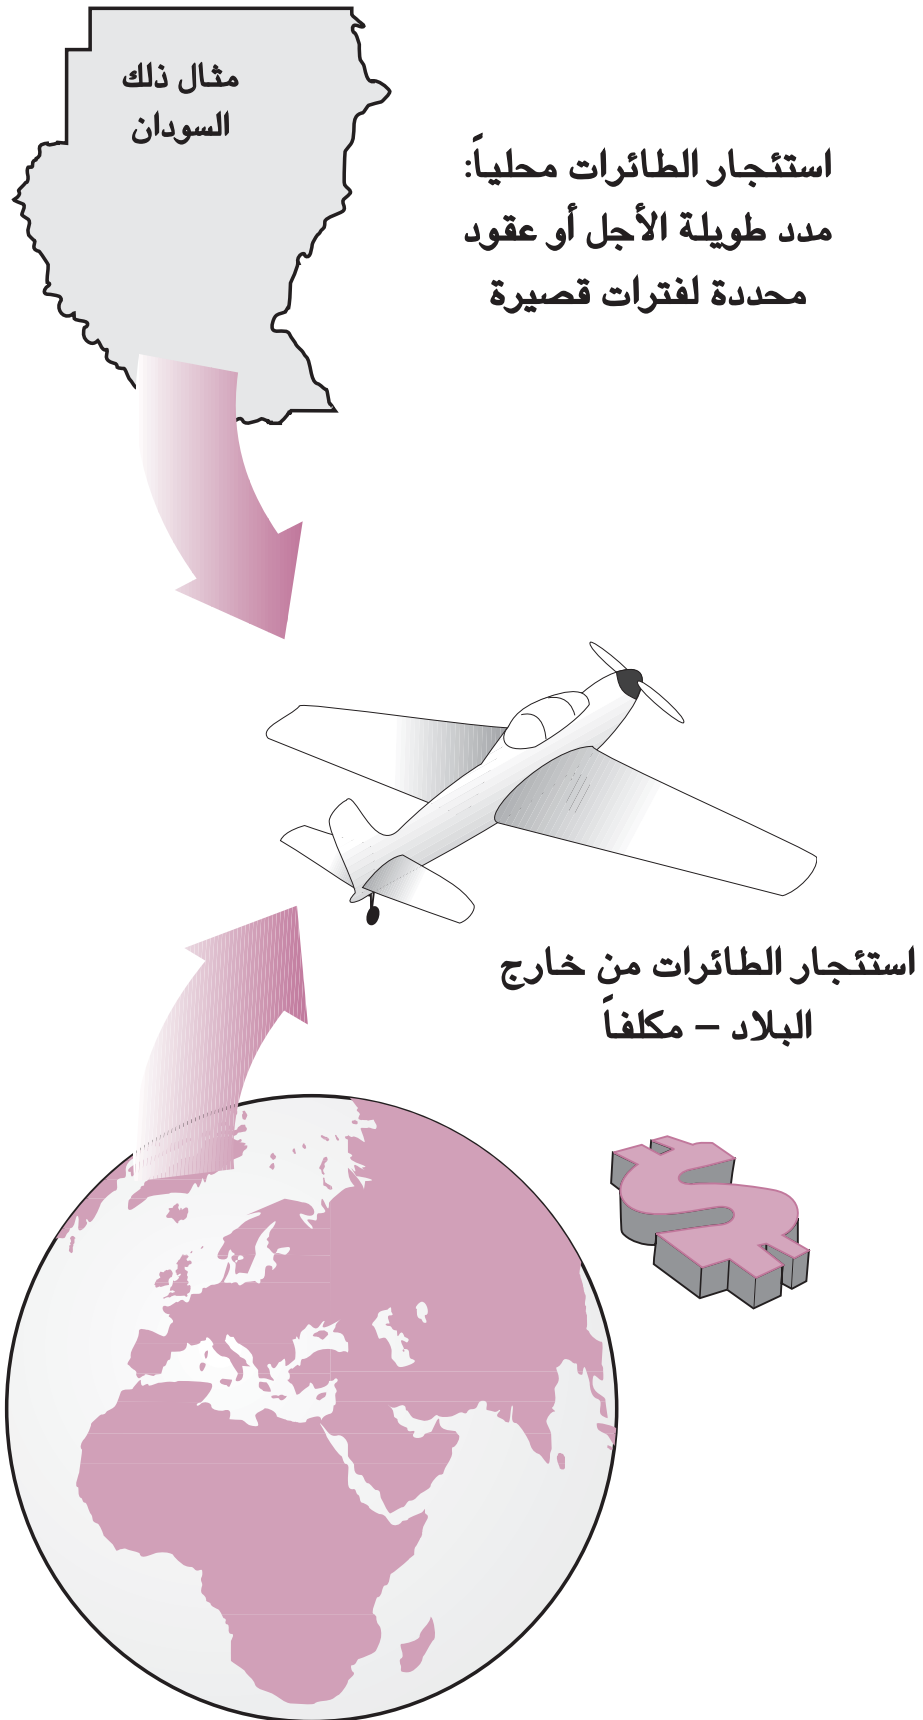 مثال ذلك
السودان
استئجار الطائرات محلياً:
مدد طويلة الأجل أو عقود
محددة لفترات قصيرة
استئجار الطائرات من خارج
البلاد – مكلفاً
$